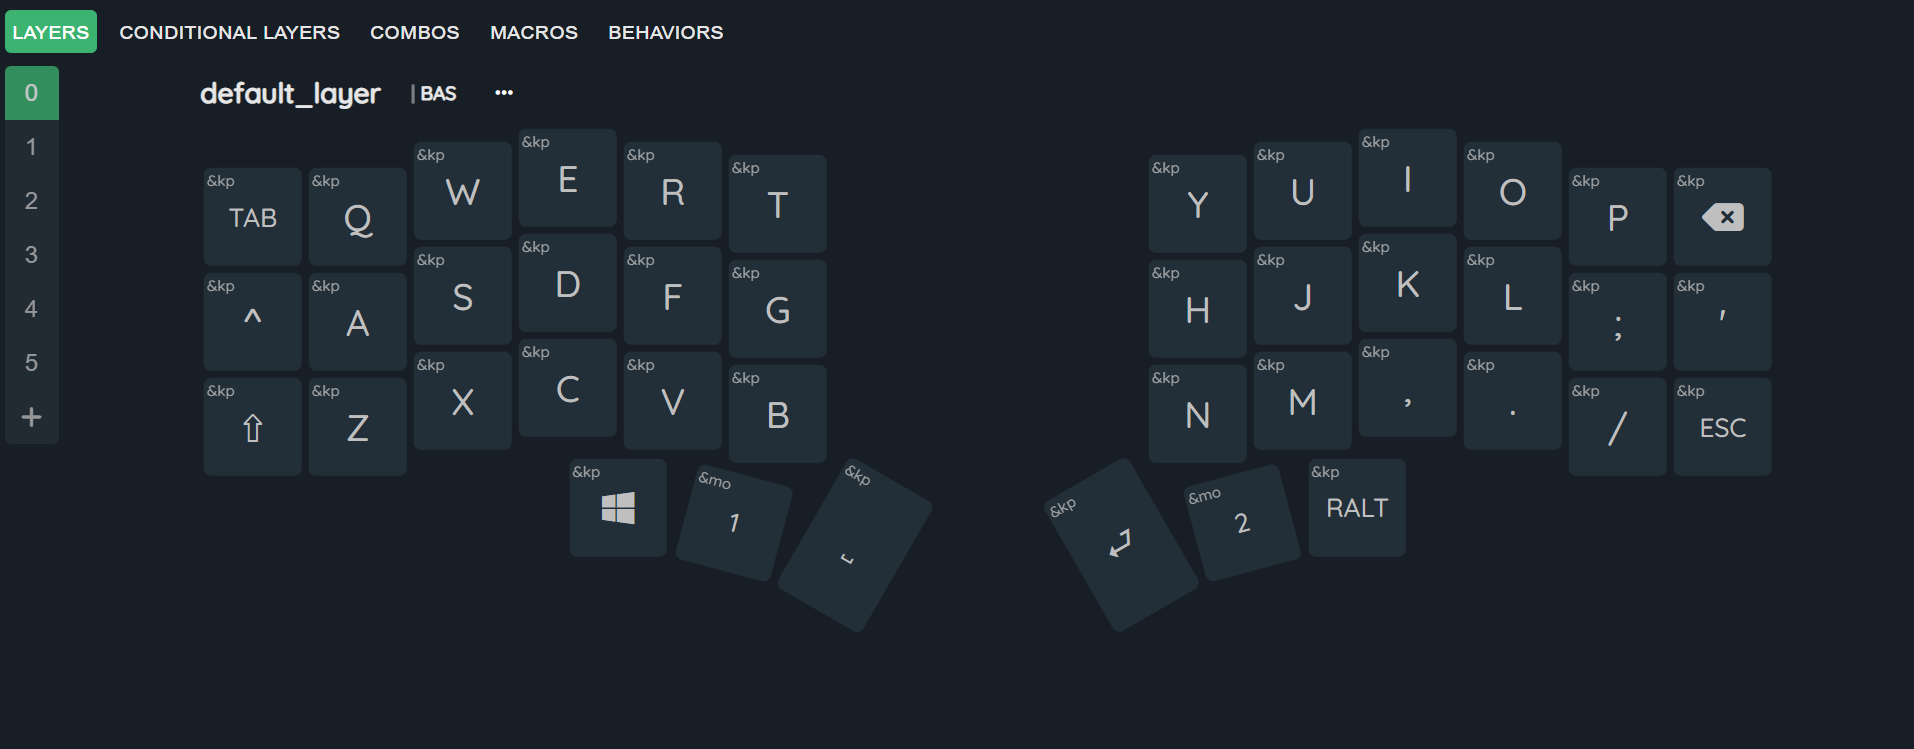 LAYERS CONDITIONAL LAYERS COMBOS MACROS BEHAVIORS
0
1
2
3
4
5
+
default_layer | BAS •••
&kp &kp &kp &kp &kp &kp &kp &kp &kp &kp &kp &kp
TAB Q W E R T Y U I O P
&kp &kp &kp &kp &kp &kp &kp &kp &kp &kp &kp &kp
^ A S D F G H J K L ; '
&kp &kp &kp &kp &kp &kp &kp &kp &kp &kp &kp &kp
⇧ Z X C V B N M , . / ESC
&kp &mo &kp &kp &mo &kp
1 ⎵ ⏎ 2 RALT